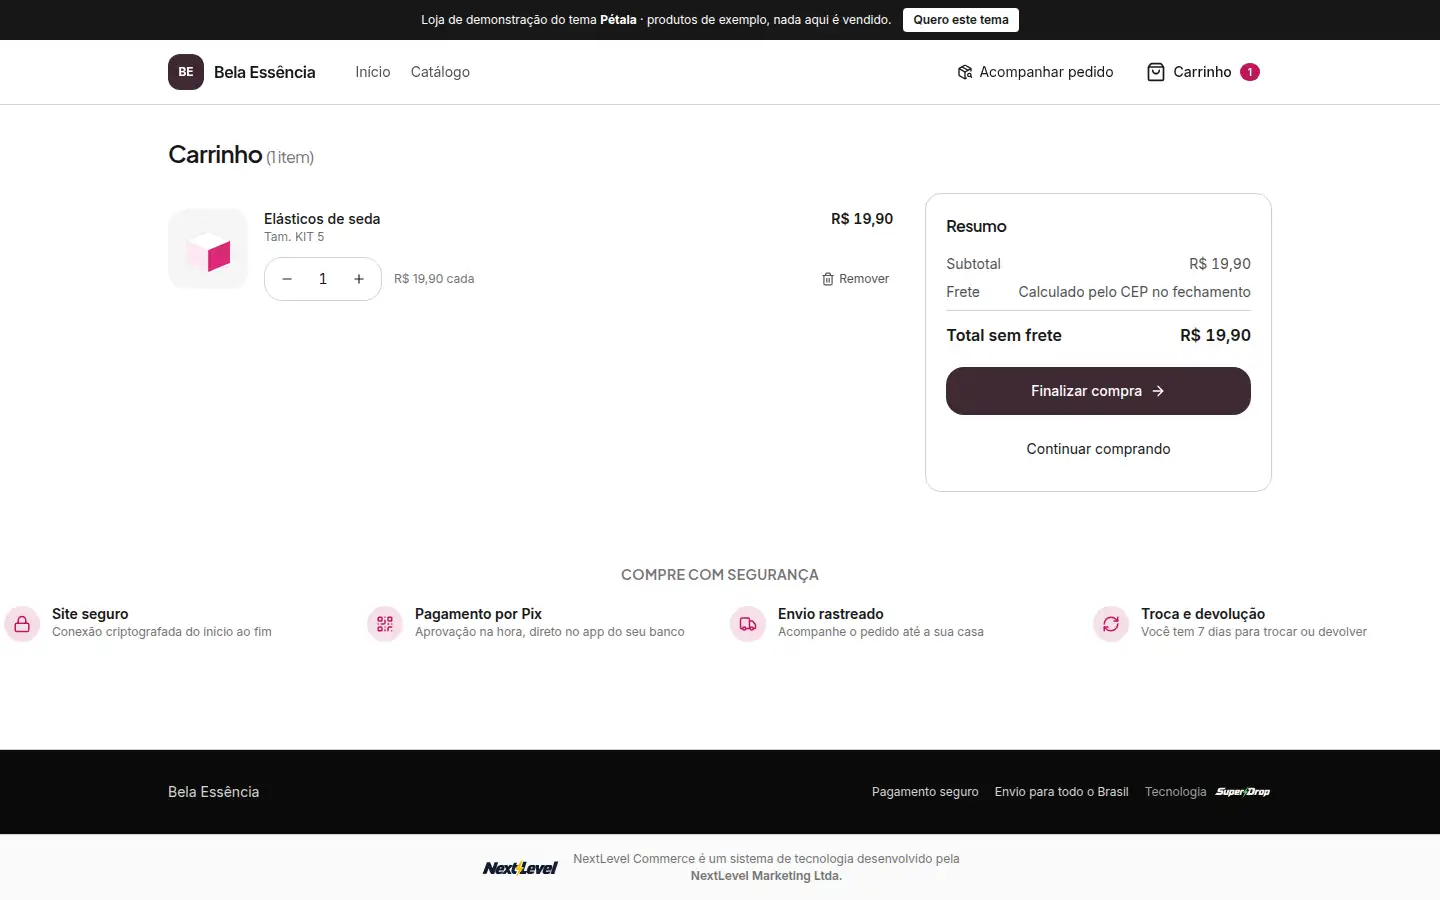 Loja de demonstração do tema Pétala · produtos de exemplo, nada aqui é vendido. Quero este tema
BE Bela Essência Início Catálogo Acompanhar pedido Carrinho 1
Carrinho (1 item)
Elásticos de seda R$ 19,90
Tam. KIT 5
− 1 + R$ 19,90 cada Remover
Resumo
Subtotal R$ 19,90
Frete Calculado pelo CEP no fechamento
Total sem frete R$ 19,90
Finalizar compra →
Continuar comprando
COMPRE COM SEGURANÇA
Site seguro
Conexão criptografada do início ao fim
Pagamento por Pix
Aprovação na hora, direto no app do seu banco
Envio rastreado
Acompanhe o pedido até a sua casa
Troca e devolução
Você tem 7 dias para trocar ou devolver
Bela Essência Pagamento seguro Envio para todo o Brasil Tecnologia SuperDrop
NextLevel NextLevel Commerce é um sistema de tecnologia desenvolvido pela
NextLevel Marketing Ltda.